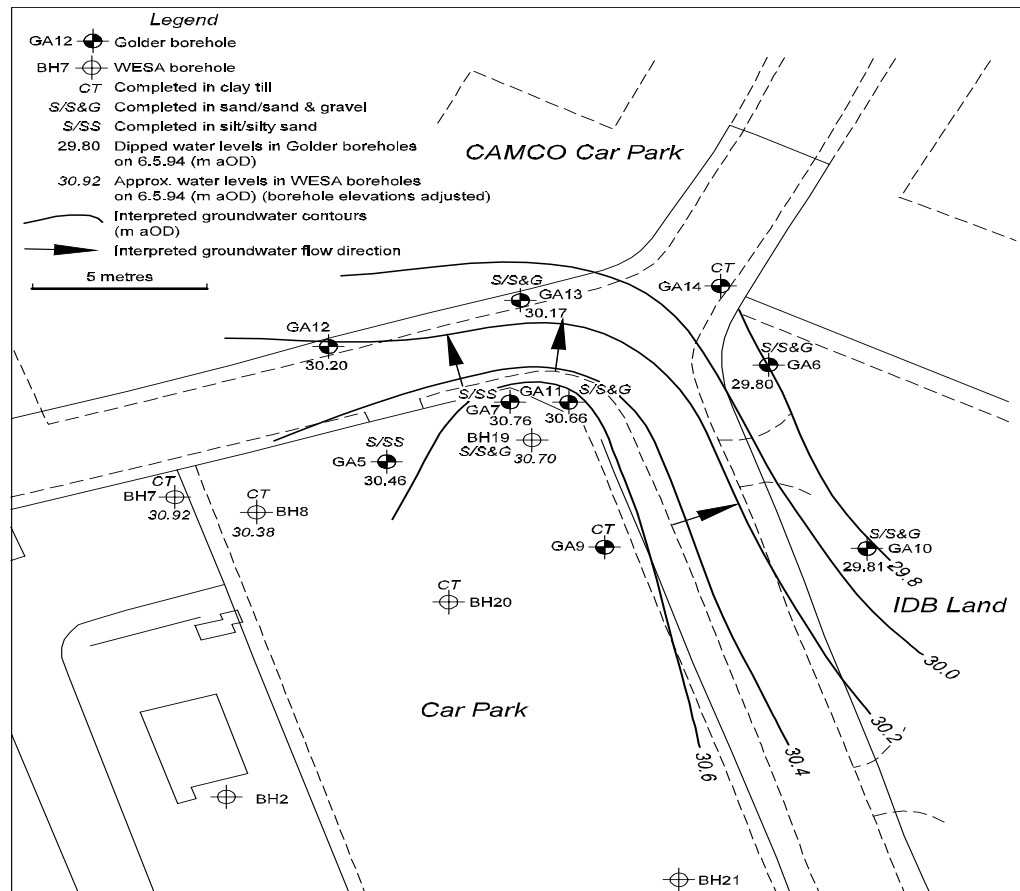 Legend
GA12 Golder borehole
BH7 WESA borehole
CT Completed in clay till
S/S&G Completed in sand/sand & gravel
S/SS Completed in silt/silty sand
29.80 Dipped water levels in Golder boreholes
on 6.5.94 (m aOD)
30.92 Approx. water levels in WESA boreholes
on 6.5.94 (m aOD) (borehole elevations adjusted)
Interpreted groundwater contours
(m aOD)
Interpreted groundwater flow direction
5 metres
CAMCO Car Park
CT
GA14
S/S&G
GA13
30.17
GA12
30.20
S/S&G
GA6
29.80
S/SS
GA7
30.76
GA11
S/S&G
30.66
BH19
S/S&G
30.70
S/SS
GA5
30.46
CT
BH7
30.92
CT
BH8
30.38
CT
GA9
S/S&G
GA10
29.81
29.8
CT
BH20
IDB Land
30.0
Car Park
30.2
30.4
30.6
BH2
BH21